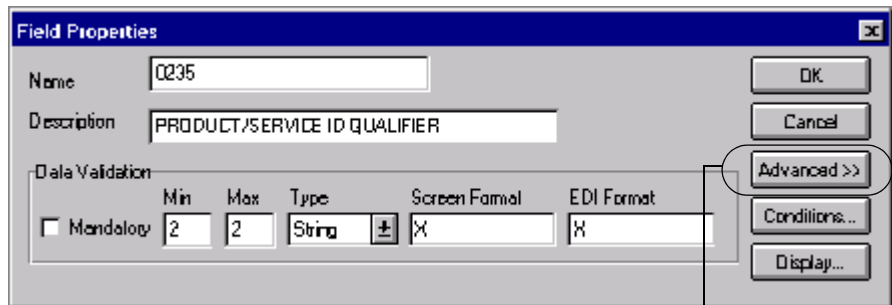 Field Properties
Name 0235 OK
Description PRODUCT/SERVICE ID QUALIFIER Cancel
Data Validation Advanced >>
Min Max Type Screen Format EDI Format
Mandatory 2 2 String X X Conditions...
Display...